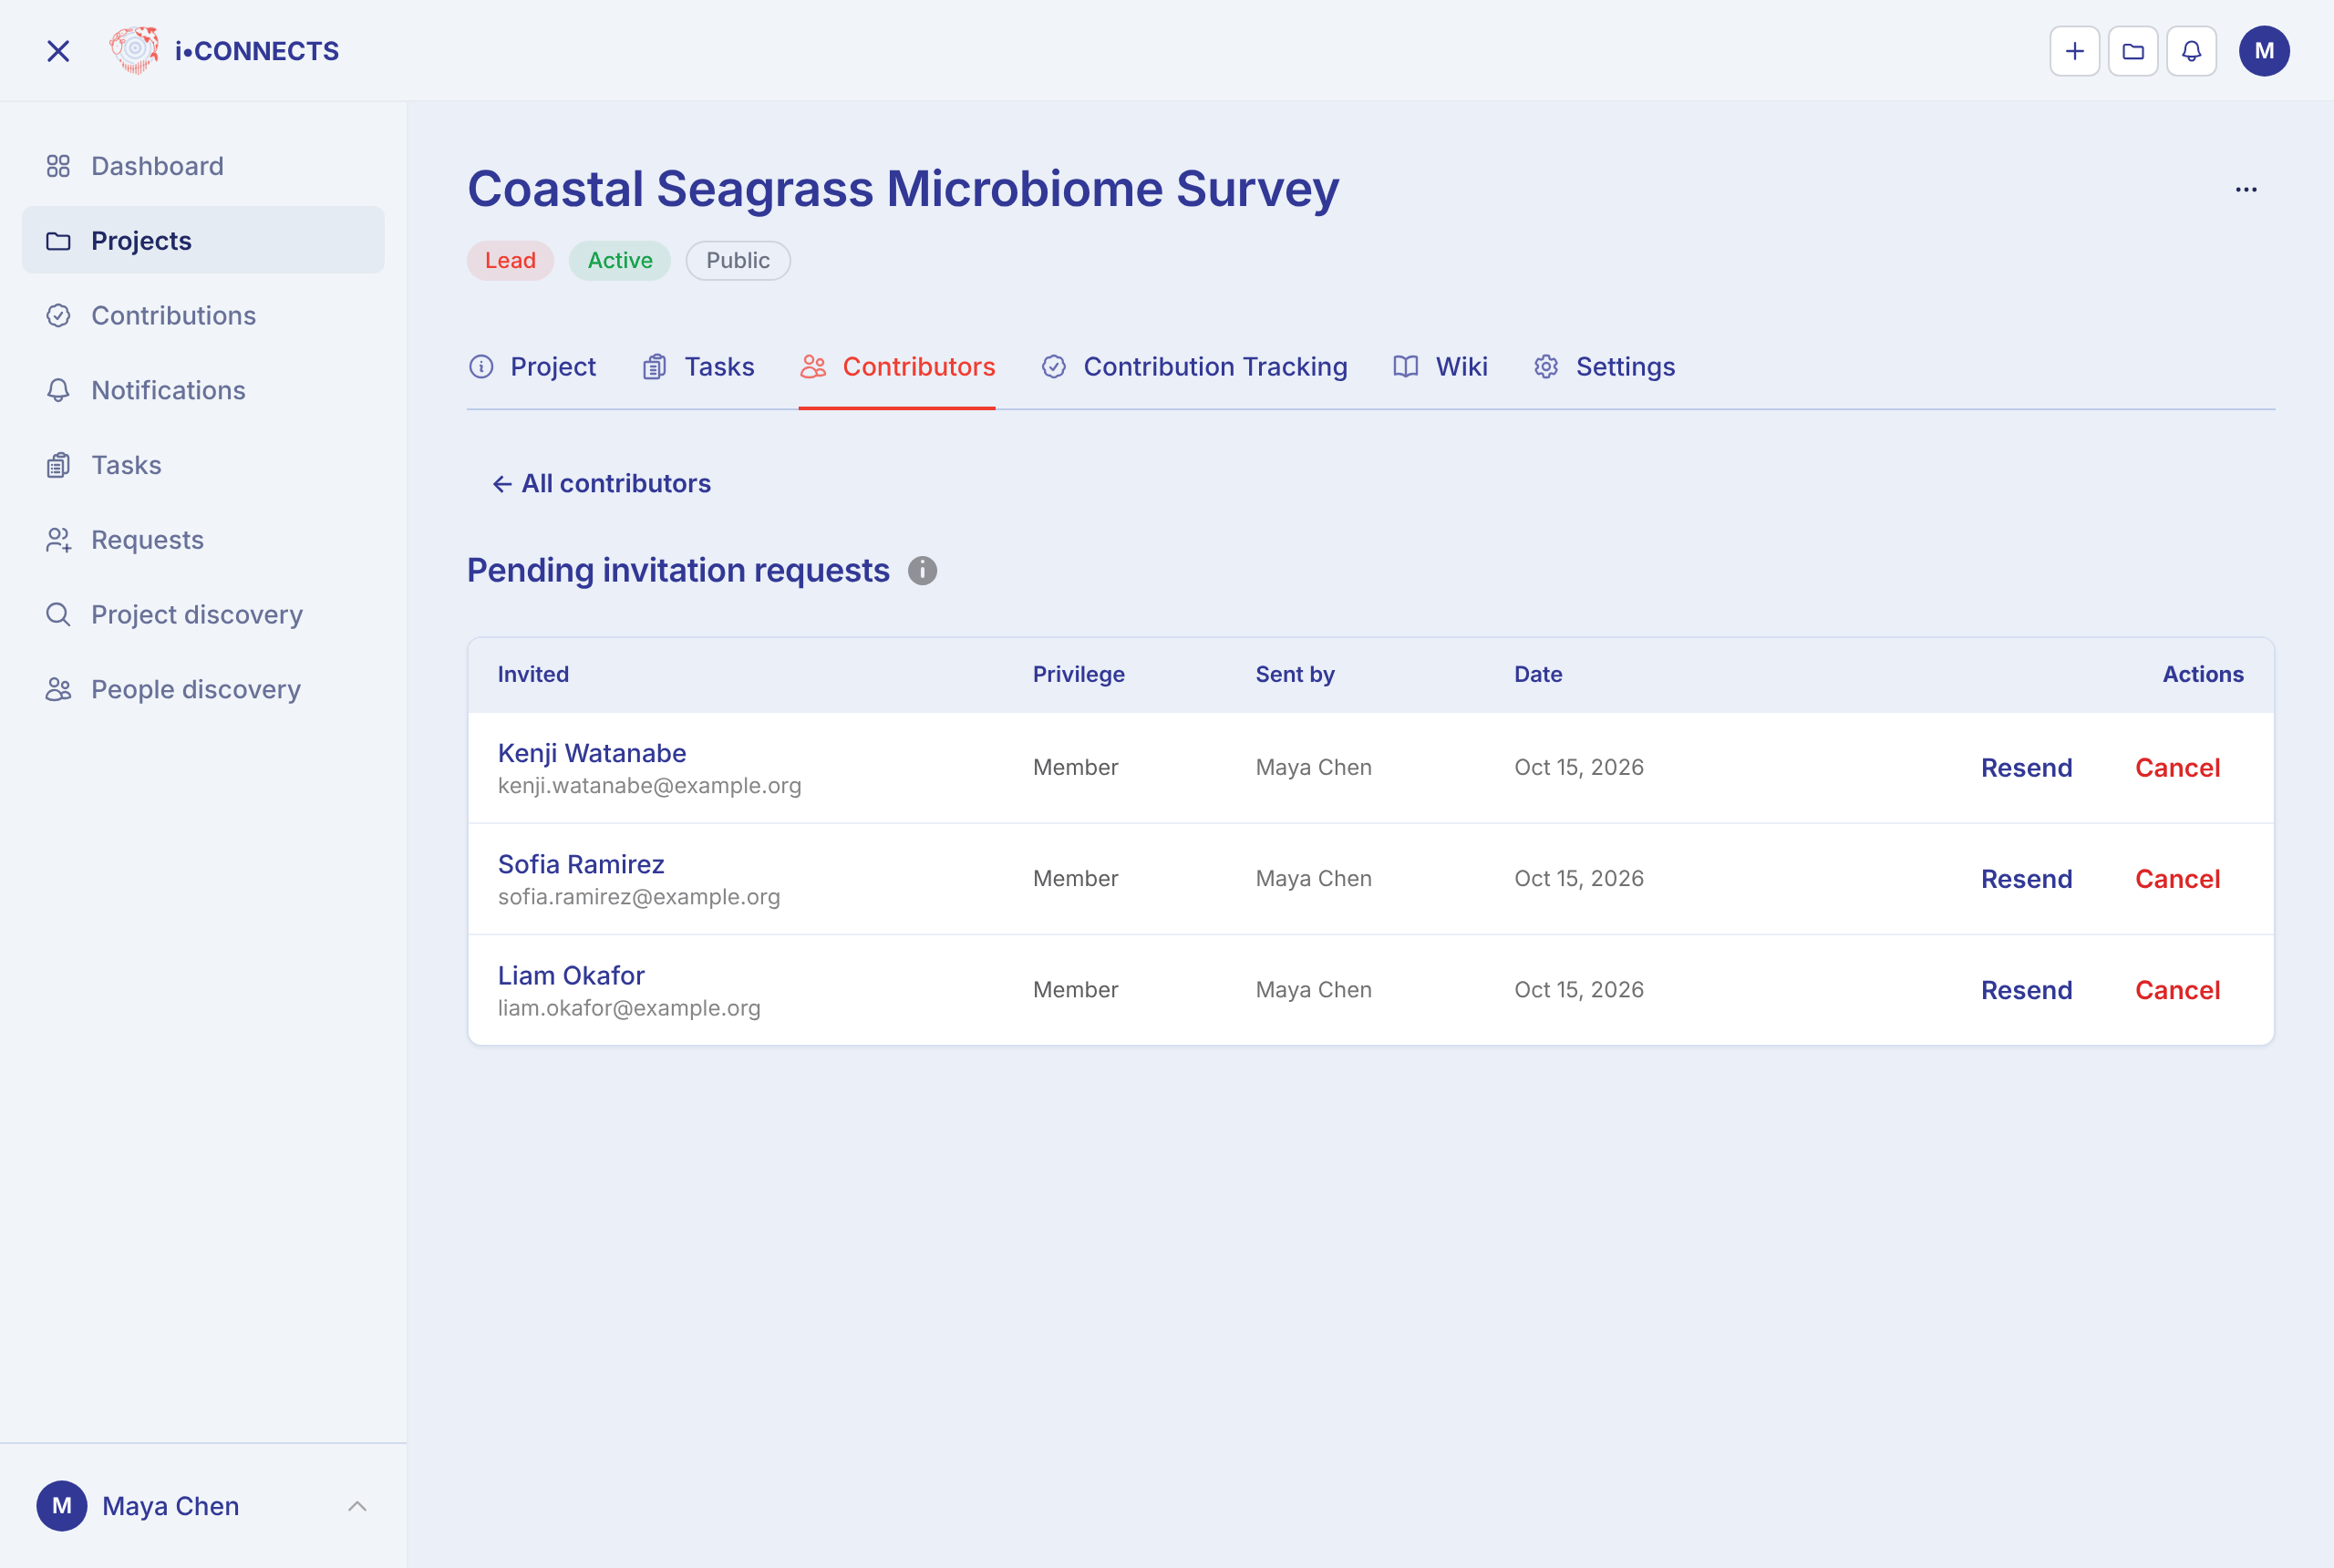 i•CONNECTS
M
Dashboard
Projects
Contributions
Notifications
Tasks
Requests
Project discovery
People discovery
Coastal Seagrass Microbiome Survey
Lead Active Public
Project Tasks Contributors Contribution Tracking Wiki Settings
← All contributors
Pending invitation requests
Invited Privilege Sent by Date Actions
Kenji Watanabe
kenji.watanabe@example.org
Member Maya Chen Oct 15, 2026 Resend Cancel
Sofia Ramirez
sofia.ramirez@example.org
Member Maya Chen Oct 15, 2026 Resend Cancel
Liam Okafor
liam.okafor@example.org
Member Maya Chen Oct 15, 2026 Resend Cancel
M Maya Chen